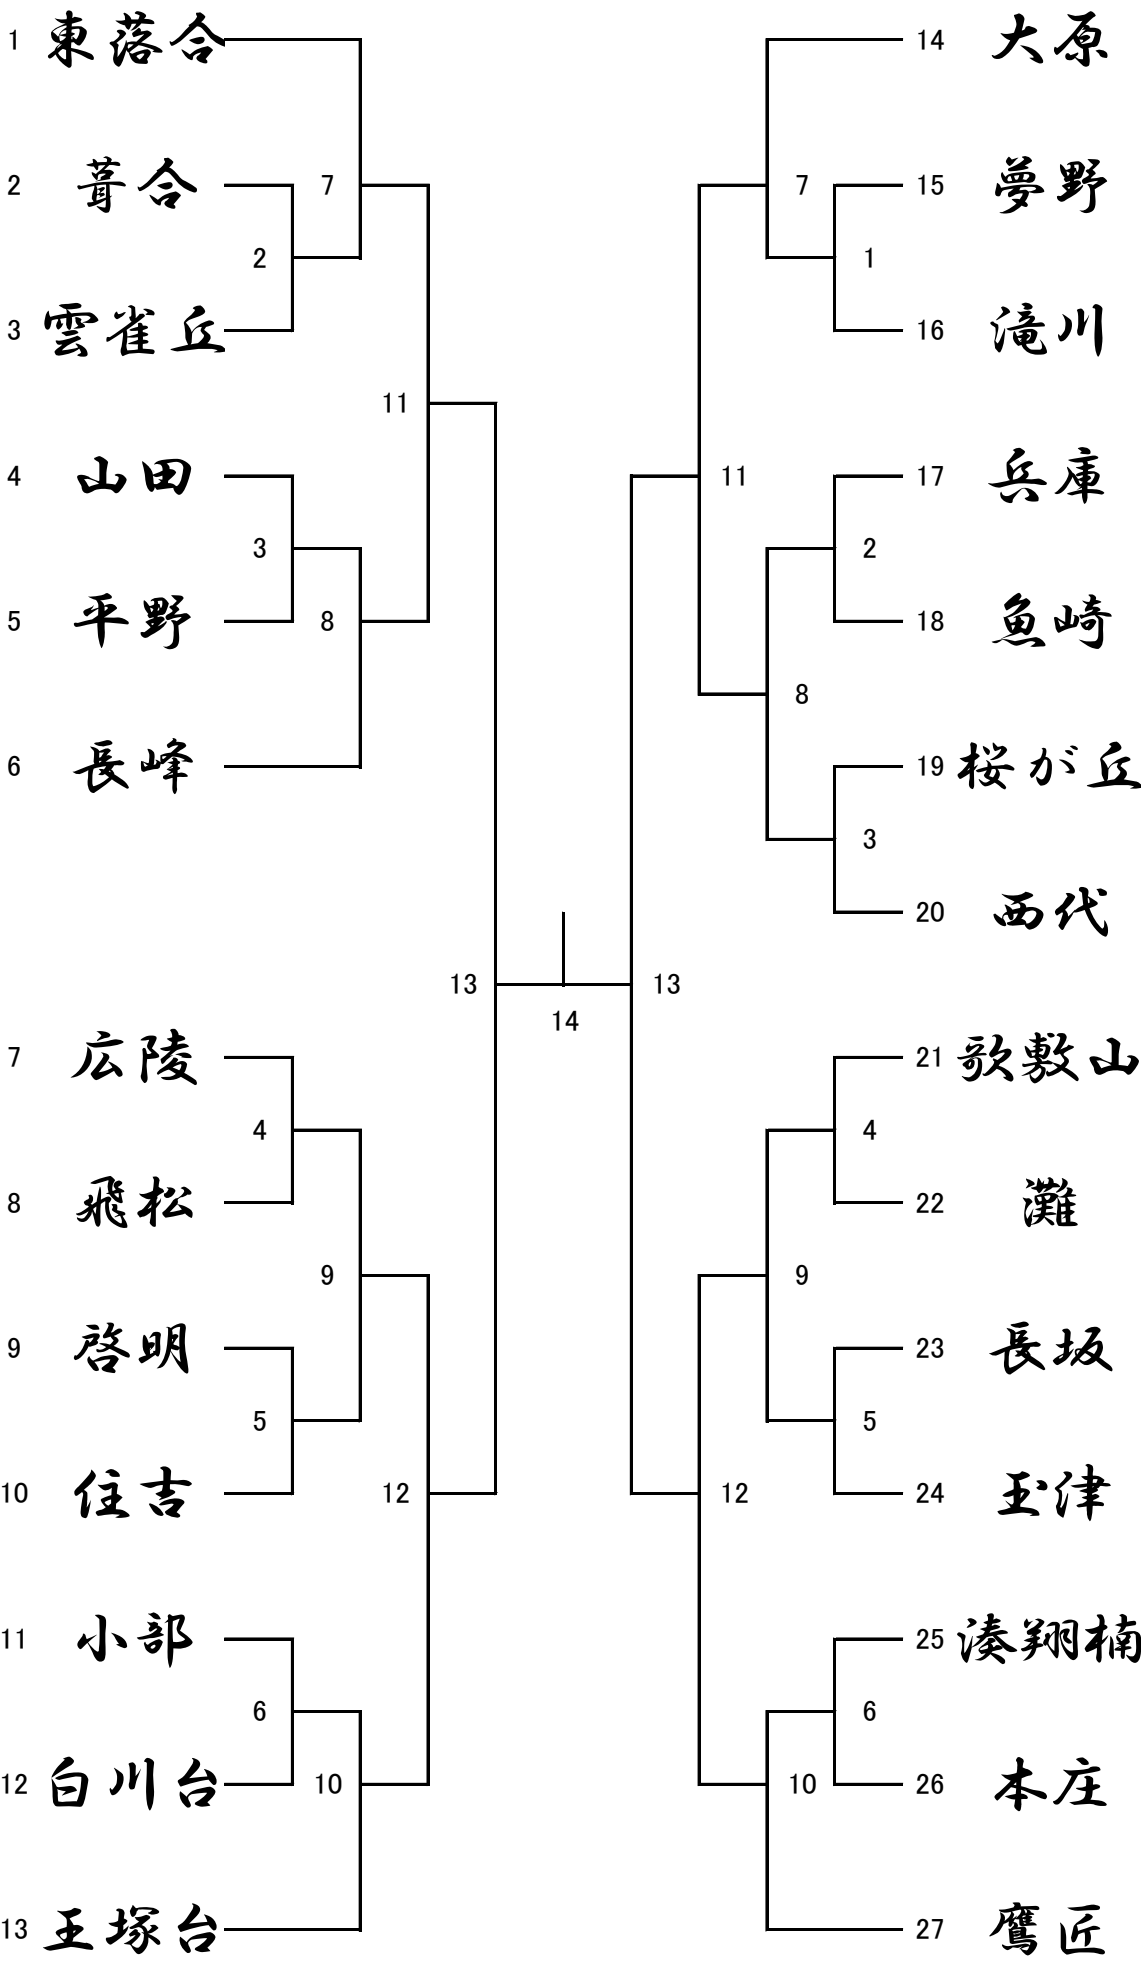 1 東落合
2 葺合
3 雲雀丘
4 山田
5 平野
6 長峰
7 広陵
8 飛松
9 啓明
10 住吉
11 小部
12 白川台
13 王塚台
2
3
4
5
6
7
8
9
10
11
12
13
14
13
11
12
7
8
9
10
1
2
3
4
5
6
14 大原
15 夢野
16 滝川
17 兵庫
18 魚崎
19 桜が丘
20 西代
21 歌敷山
22 灘
23 長坂
24 玉津
25 湊翔楠
26 本庄
27 鷹匠